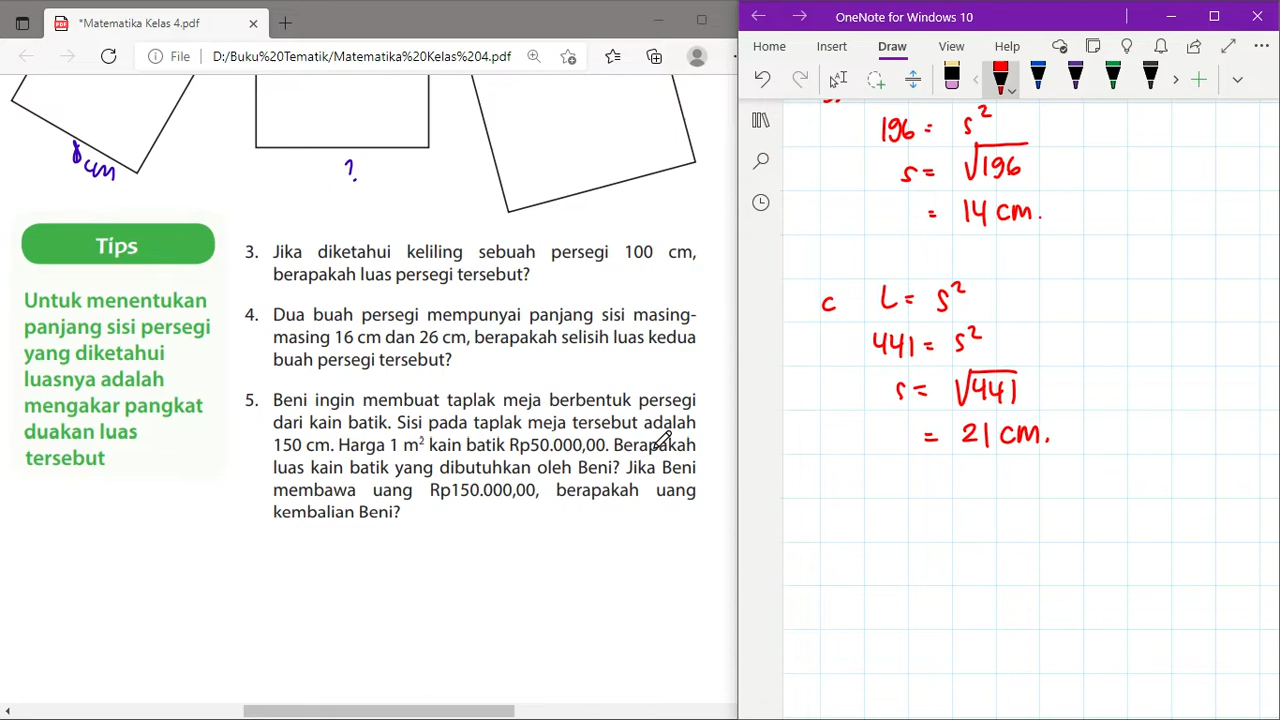 *Matematika Kelas 4.pdf
File
D:/Buku%20Tematik/Matematika%20Kelas%204.pdf
8 cm
?
Tips
Untuk menentukan
panjang sisi persegi
yang diketahui
luasnya adalah
mengakar pangkat
duakan luas
tersebut
3. Jika diketahui keliling sebuah persegi 100 cm,
berapakah luas persegi tersebut?
4. Dua buah persegi mempunyai panjang sisi masing-
masing 16 cm dan 26 cm, berapakah selisih luas kedua
buah persegi tersebut?
5. Beni ingin membuat taplak meja berbentuk persegi
dari kain batik. Sisi pada taplak meja tersebut adalah
150 cm. Harga 1 m² kain batik Rp50.000,00. Berapakah
luas kain batik yang dibutuhkan oleh Beni? Jika Beni
membawa uang Rp150.000,00, berapakah uang
kembalian Beni?
OneNote for Windows 10
Home Insert Draw View Help
196 = s²
s = √196
= 14 cm.
c L = s²
441 = s²
s = √441
= 21 cm.